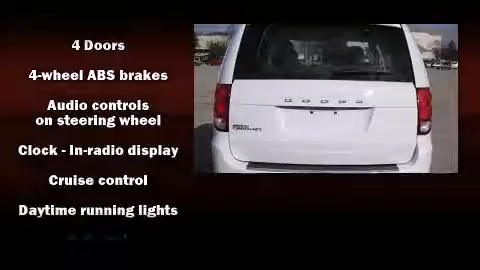 4 Doors
4-wheel ABS brakes
Audio controls
on steering wheel
Clock - In-radio display
Cruise control
Daytime running lights
DODGE